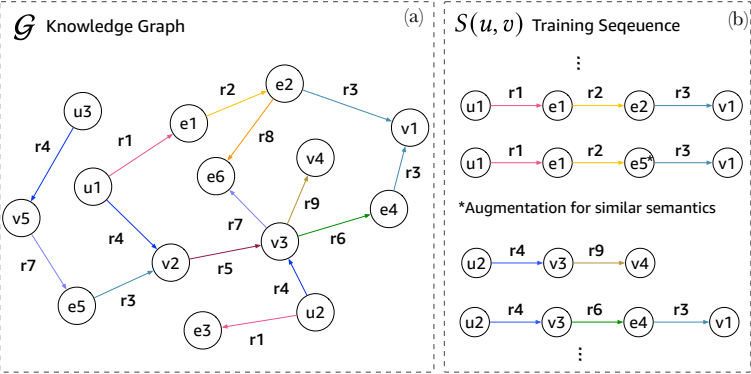 𝒢 Knowledge Graph (a)
u3
r4
r1
e1
r2
e2
r3
v1
r8
u1
e6
v4
r3
v5
r4
r7
r9
e4
r7
v2
r5
v3
r6
e5
r3
r4
u2
e3
r1
S(u, v) Training Seqeuence (b)
⋮
u1 r1 e1 r2 e2 r3 v1
u1 r1 e1 r2 e5* r3 v1
*Augmentation for similar semantics
u2 r4 v3 r9 v4
u2 r4 v3 r6 e4 r3 v1
⋮